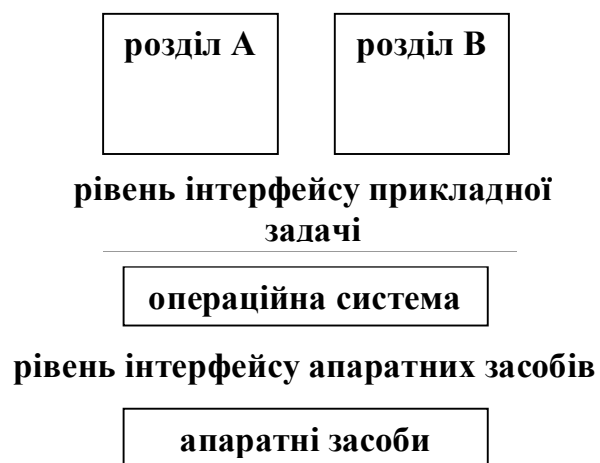 розділ А
розділ В
рівень інтерфейсу прикладної
задачі
операційна система
рівень інтерфейсу апаратних засобів
апаратні засоби